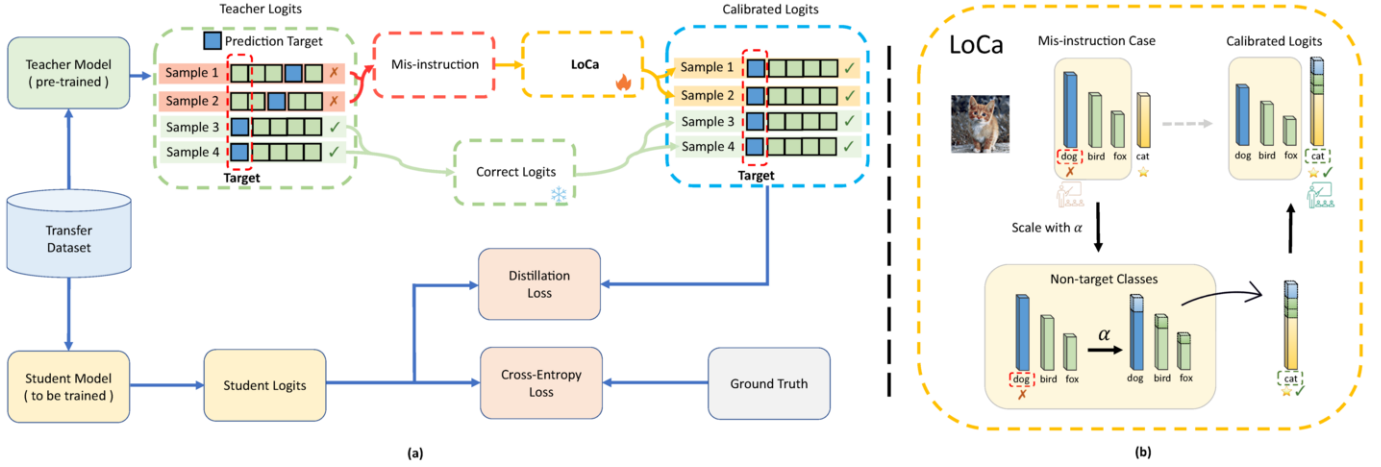 Teacher Logits
Prediction Target
Teacher Model
( pre-trained )
Sample 1 ✗
Sample 2 ✗
Sample 3 ✓
Sample 4 ✓
Target
Mis-instruction
LoCa
Correct Logits
Calibrated Logits
Sample 1 ✓
Sample 2 ✓
Sample 3 ✓
Sample 4 ✓
Target
Transfer
Dataset
Distillation
Loss
Student Model
( to be trained )
Student Logits
Cross-Entropy
Loss
Ground Truth
(a)
LoCa
Mis-instruction Case
dog bird fox cat
✗
Calibrated Logits
dog bird fox cat
✓
Scale with α
Non-target Classes
dog bird fox
✗
α
dog bird fox
cat
✓
(b)